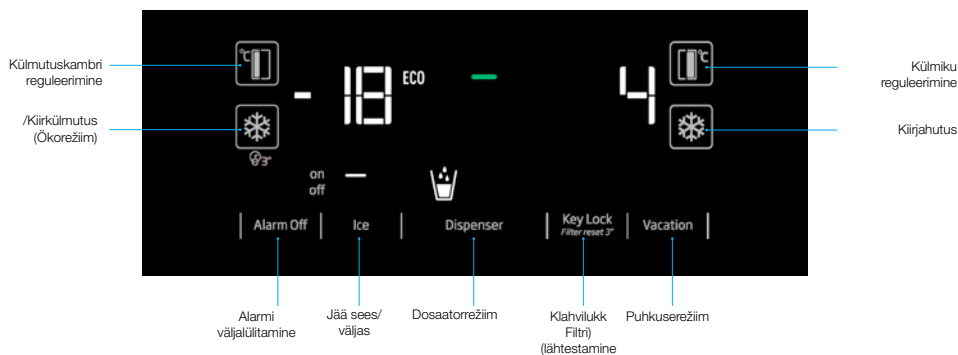 Külmutuskambri
reguleerimine
/Kiirkülmutus
(Ökorežiim)
°C
- 18 ECO
4
°C
3"
on
off
Alarm Off
Ice
Dispenser
Key Lock
Filter reset 3"
Vacation
Külmiku
reguleerimine
Kiirjahutus
Alarmi
väljalülitamine
Jää sees/
väljas
Dosaatorrežiim
Klahvilukk
Filtri)
(lähtestamine
Puhkuserežiim